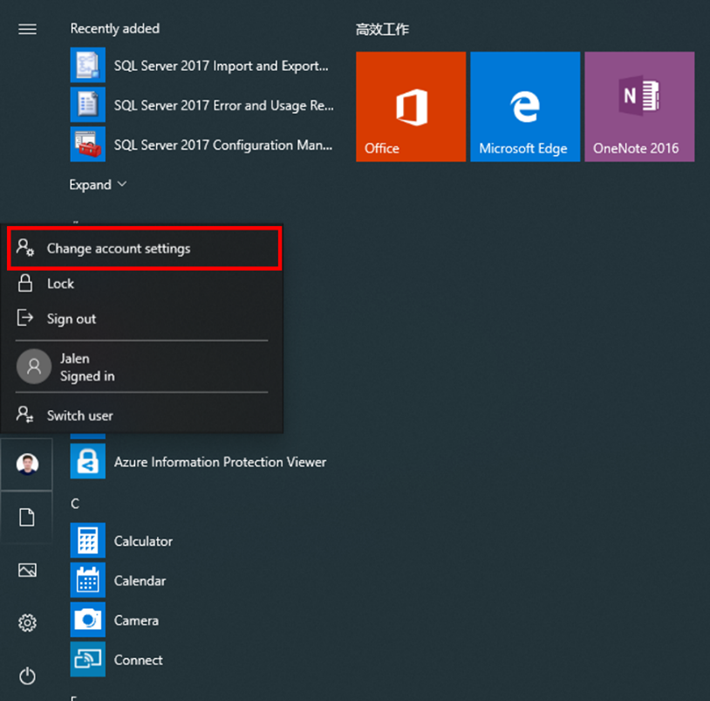 Recently added
SQL Server 2017 Import and Export...
SQL Server 2017 Error and Usage Re...
SQL Server 2017 Configuration Man...
Expand
高效工作
Office
Microsoft Edge
N
OneNote 2016
Change account settings
Lock
Sign out
Jalen
Signed in
Switch user
Azure Information Protection Viewer
C
Calculator
Calendar
Camera
Connect